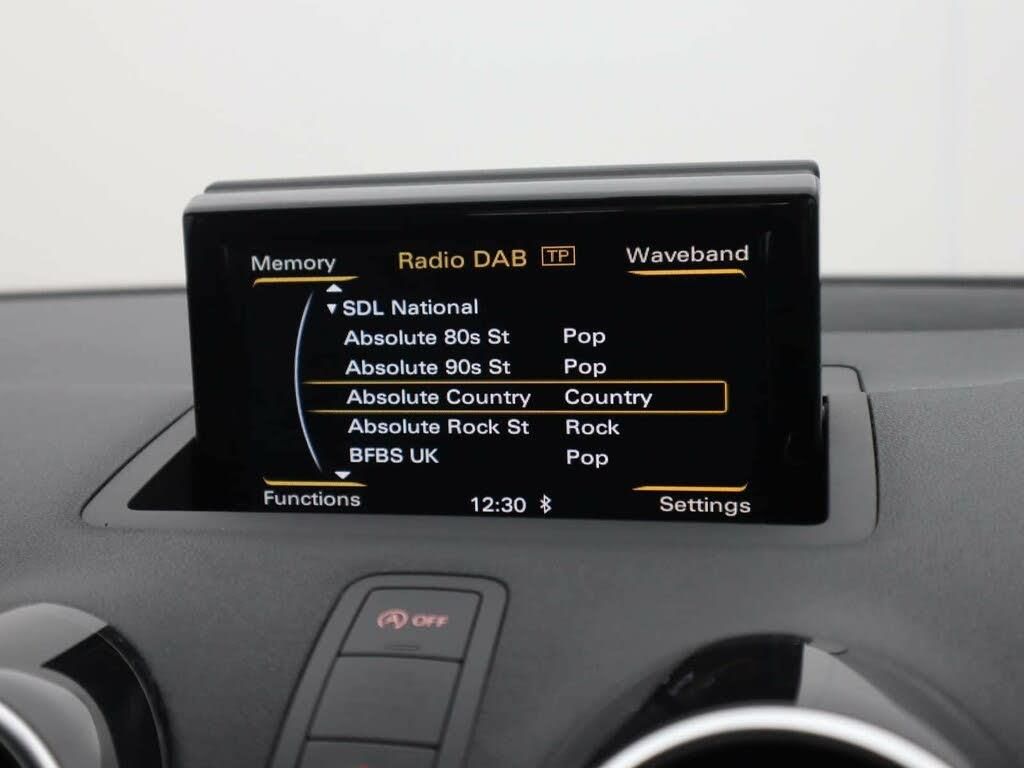 Memory Radio DAB TP Waveband
SDL National
Absolute 80s St Pop
Absolute 90s St Pop
Absolute Country Country
Absolute Rock St Rock
BFBS UK Pop
Functions 12:30 Settings
A OFF